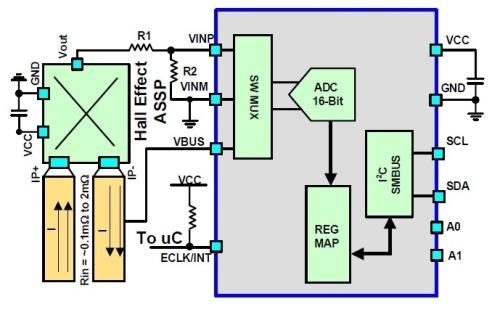 Vout
R1
VINP
VCC
GND
Hall Effect
ASSP
R2
VINM
SW MUX
ADC
16-Bit
GND
VCC
VBUS
SCL
I²C
SMBUS
IP+
IP-
VCC
SDA
I
Rin = ~0.1mΩ to 2mΩ
I
REG
MAP
A0
To uC
ECLK/INT
A1